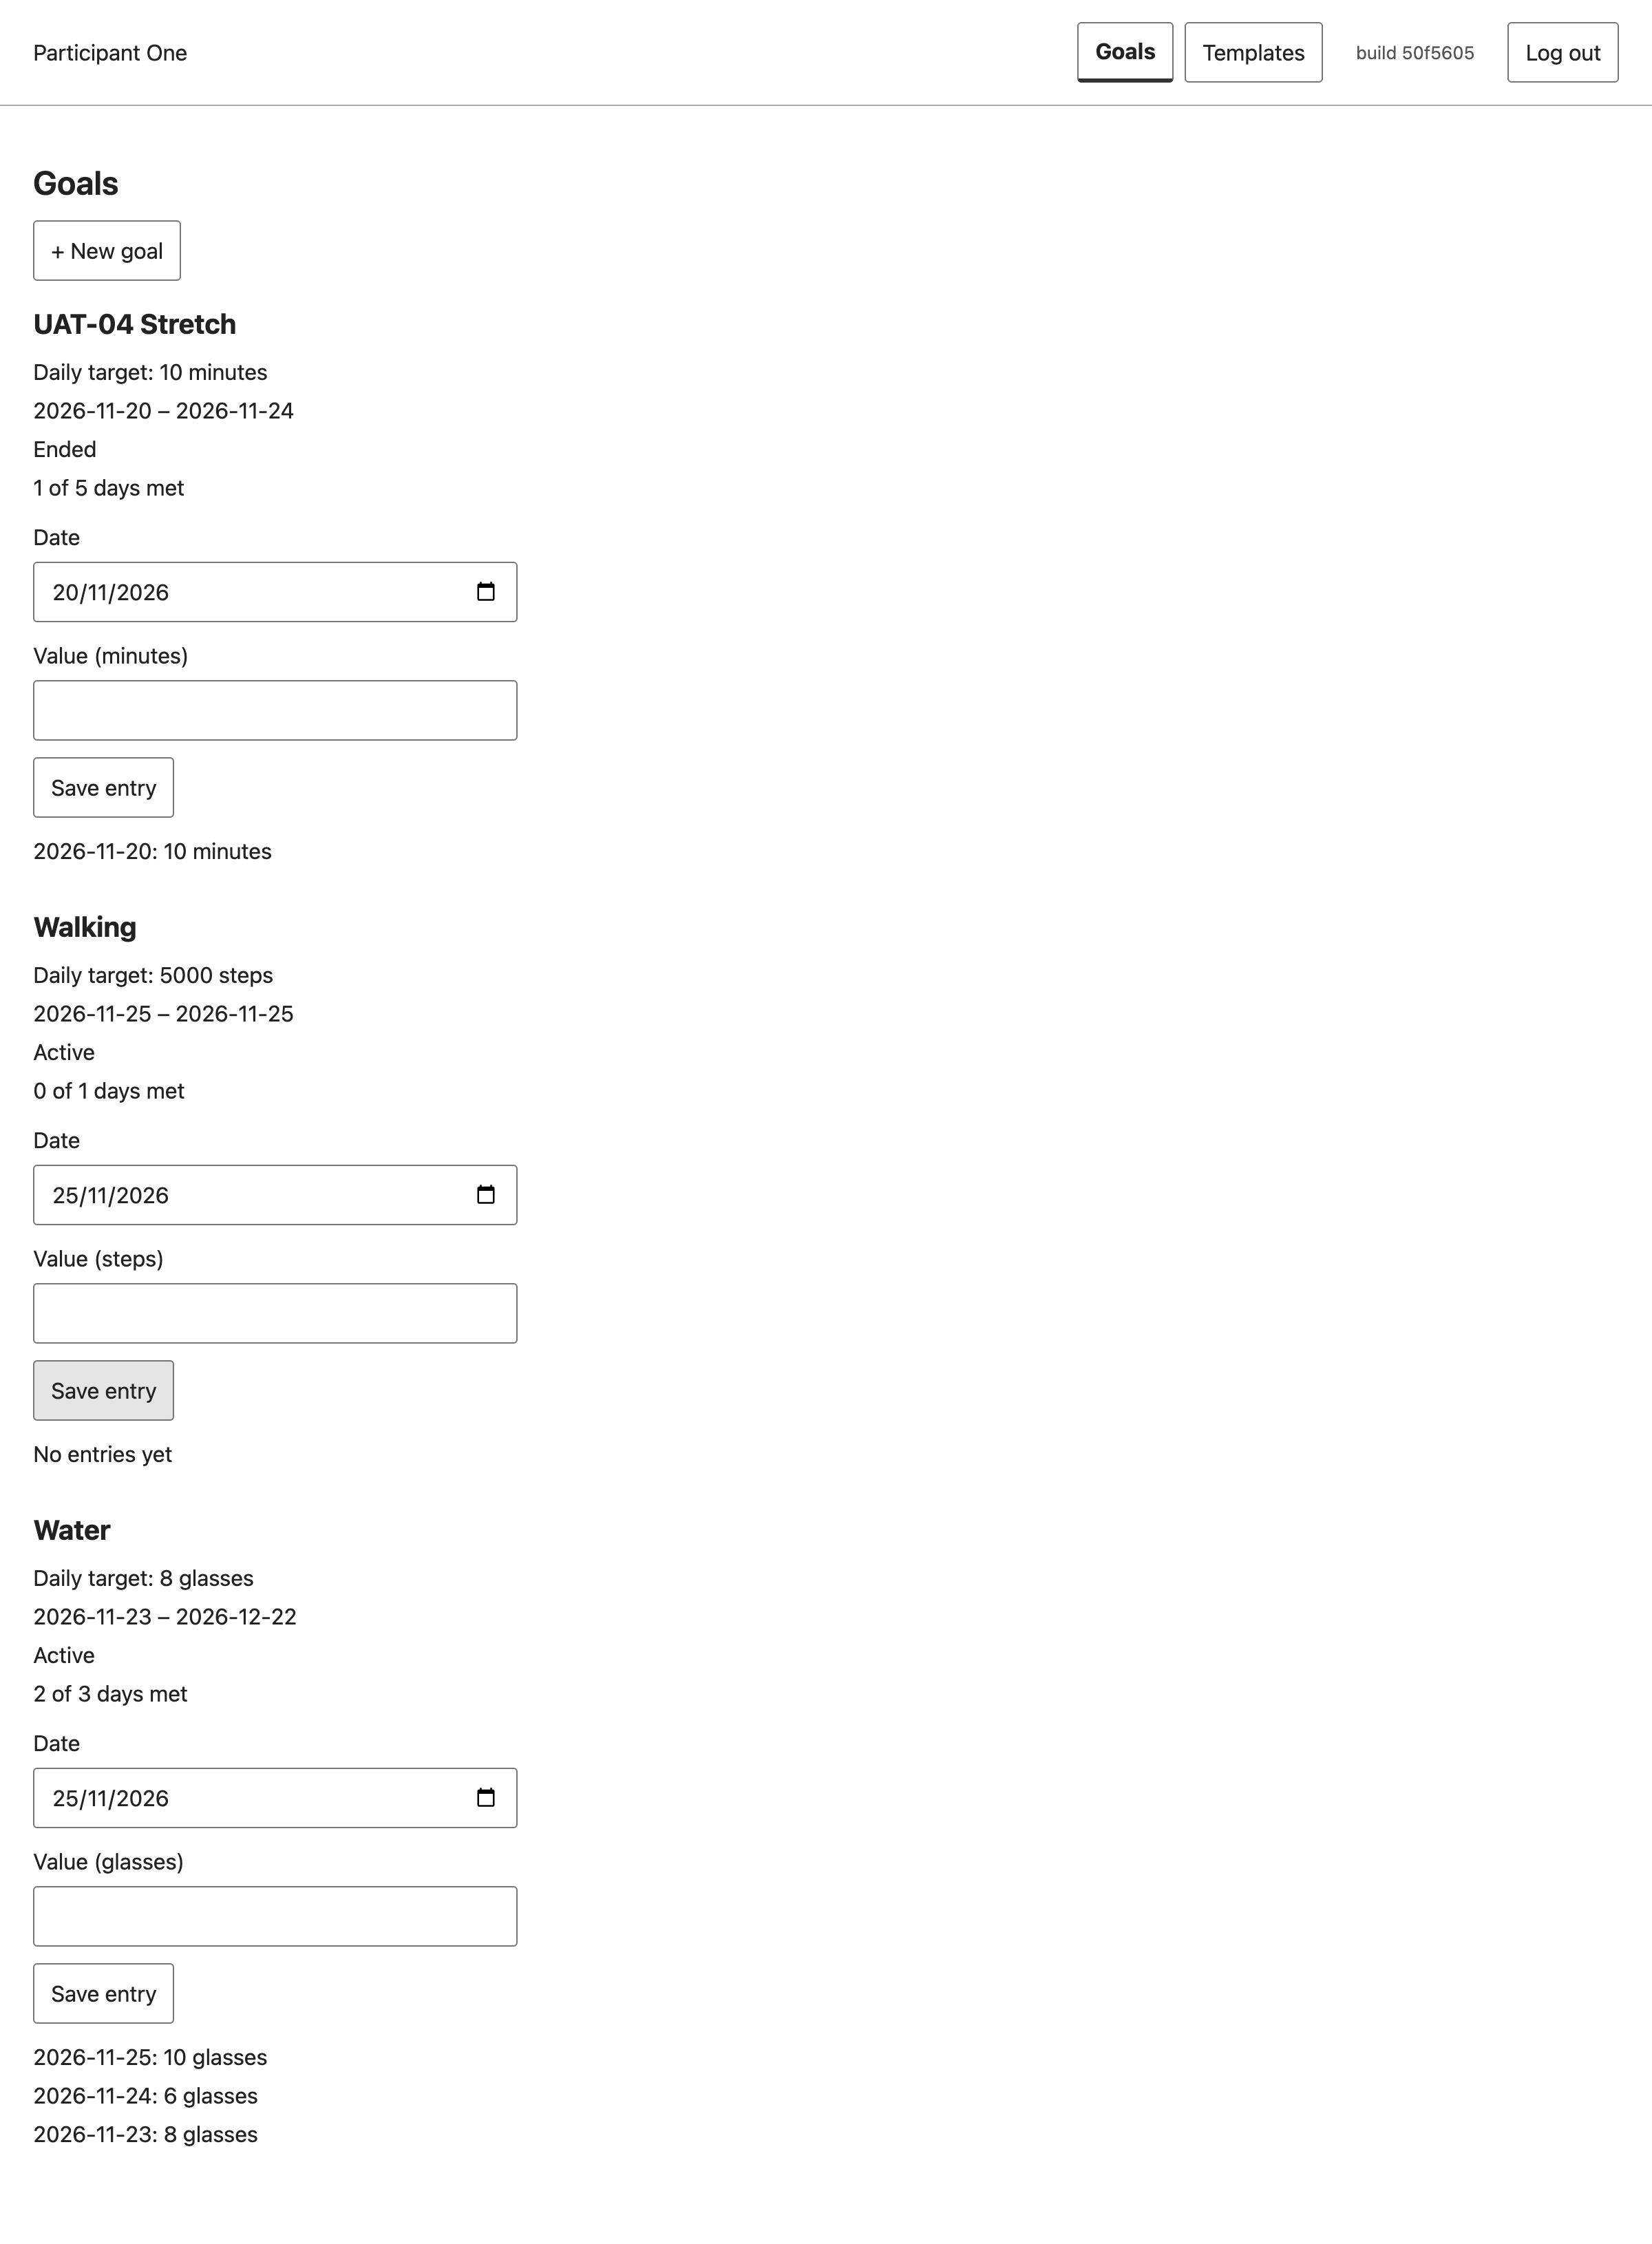 Participant One
Goals
Templates
build 50f5605
Log out
Goals
+ New goal
UAT-04 Stretch
Daily target: 10 minutes
2026-11-20 – 2026-11-24
Ended
1 of 5 days met
Date
20/11/2026
Value (minutes)
Save entry
2026-11-20: 10 minutes
Walking
Daily target: 5000 steps
2026-11-25 – 2026-11-25
Active
0 of 1 days met
Date
25/11/2026
Value (steps)
Save entry
No entries yet
Water
Daily target: 8 glasses
2026-11-23 – 2026-12-22
Active
2 of 3 days met
Date
25/11/2026
Value (glasses)
Save entry
2026-11-25: 10 glasses
2026-11-24: 6 glasses
2026-11-23: 8 glasses